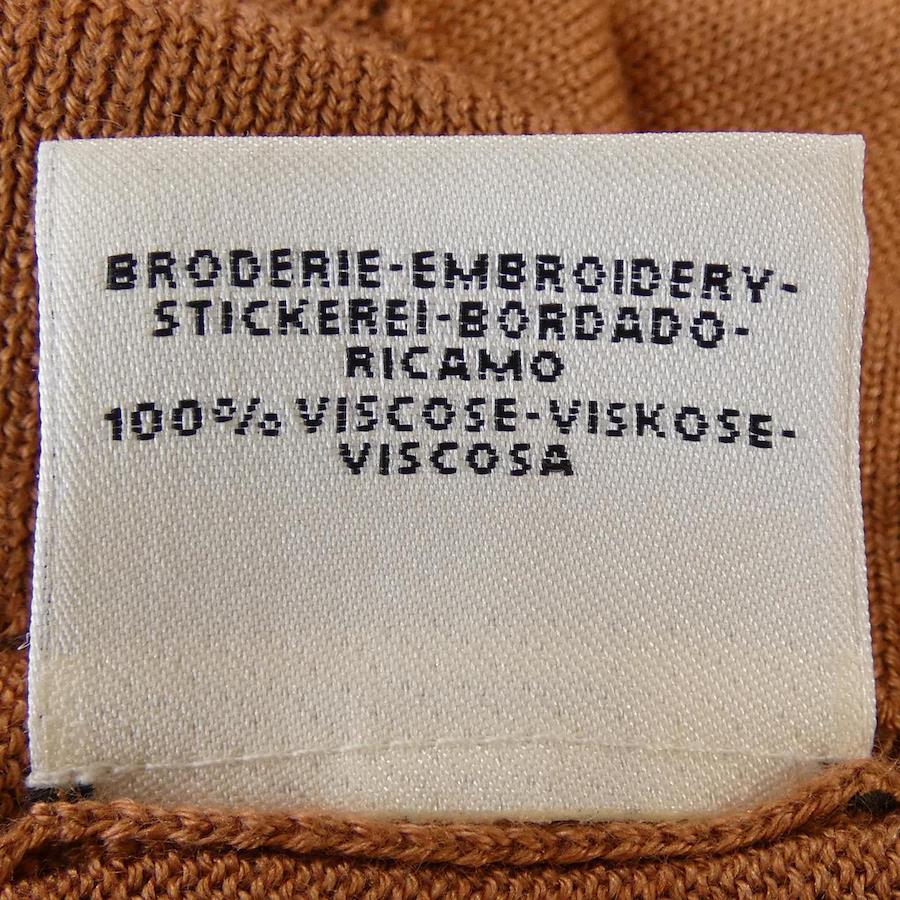 BRODERIE-EMBROIDERY-
STICKEREI-BORDADO-
RICAMO
100% VISCOSE-VISKOSE-
VISCOSA